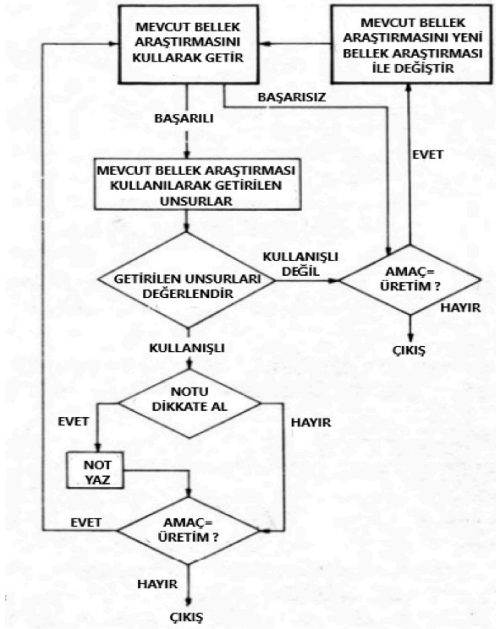 MEVCUT BELLEK
ARAŞTIRMASINI
KULLARAK GETİR
MEVCUT BELLEK
ARAŞTIRMASINI YENİ
BELLEK ARAŞTIRMASI
İLE DEĞİŞTİR
BAŞARISIZ
BAŞARILI
EVET
MEVCUT BELLEK ARAŞTIRMASI
KULLANILARAK GETİRİLEN
UNSURLAR
KULLANIŞLI
DEĞİL
GETİRİLEN UNSURLARI
DEĞERLENDİR
AMAÇ=
ÜRETİM ?
HAYIR
ÇIKIŞ
KULLANIŞLI
NOTU
DİKKATE AL
EVET
HAYIR
NOT
YAZ
EVET
AMAÇ=
ÜRETİM ?
HAYIR
ÇIKIŞ